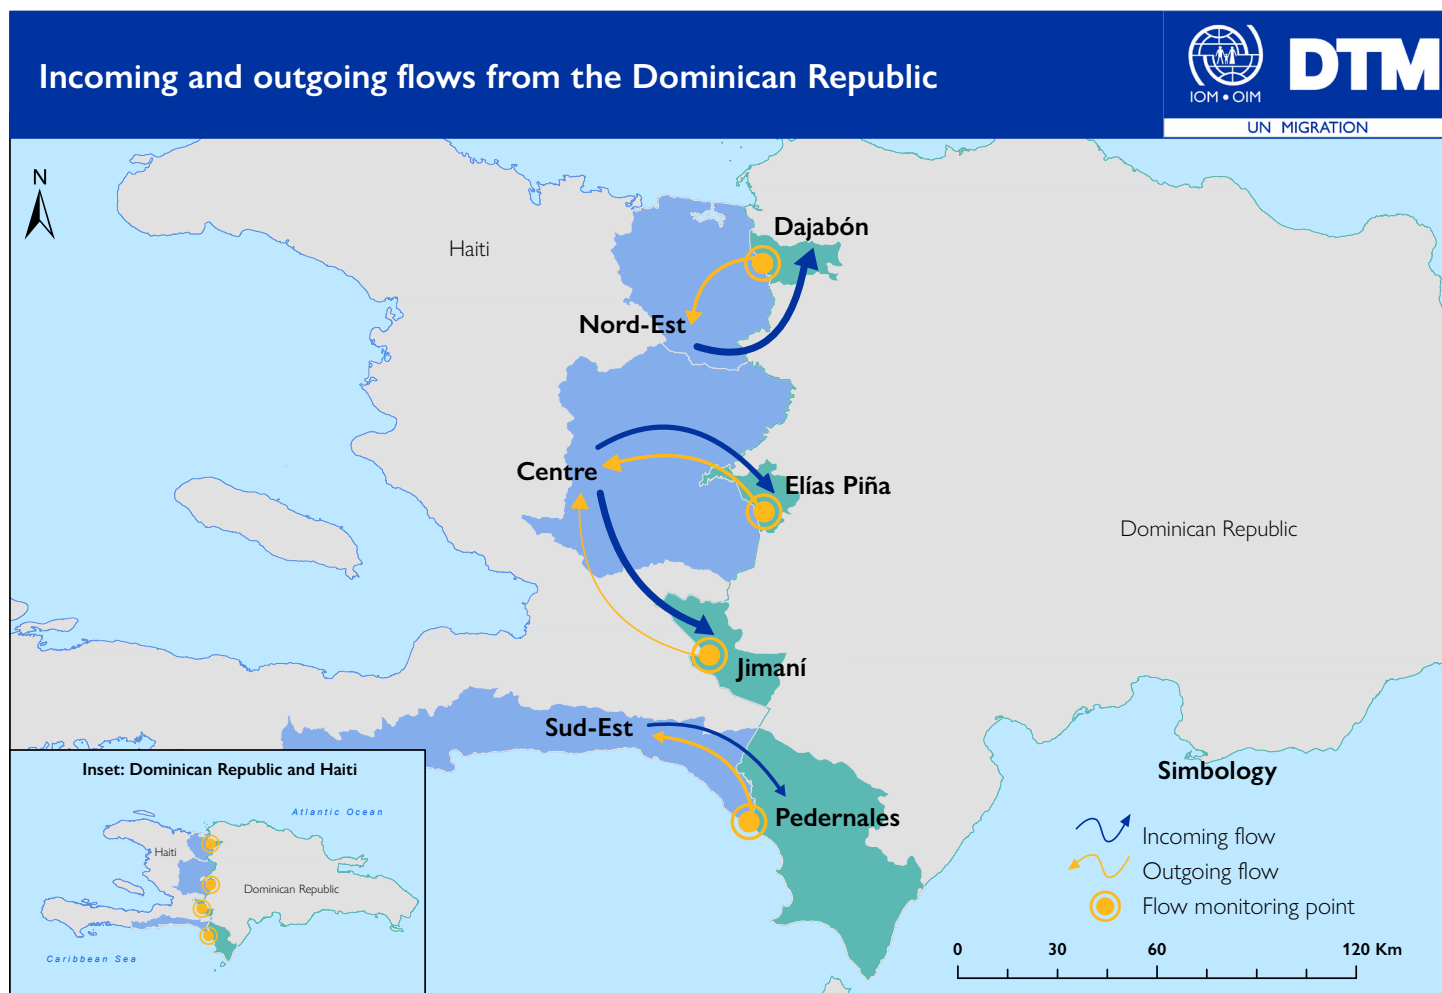 Incoming and outgoing flows from the Dominican Republic
IOM • OIM
DTM
UN MIGRATION
N
Haiti
Dajabón
Nord-Est
Centre
Elías Piña
Dominican Republic
Jimaní
Sud-Est
Pedernales
Inset: Dominican Republic and Haiti
Atlantic Ocean
Haiti
Dominican Republic
Caribbean Sea
Simbology
Incoming flow
Outgoing flow
Flow monitoring point
0 30 60 120 Km